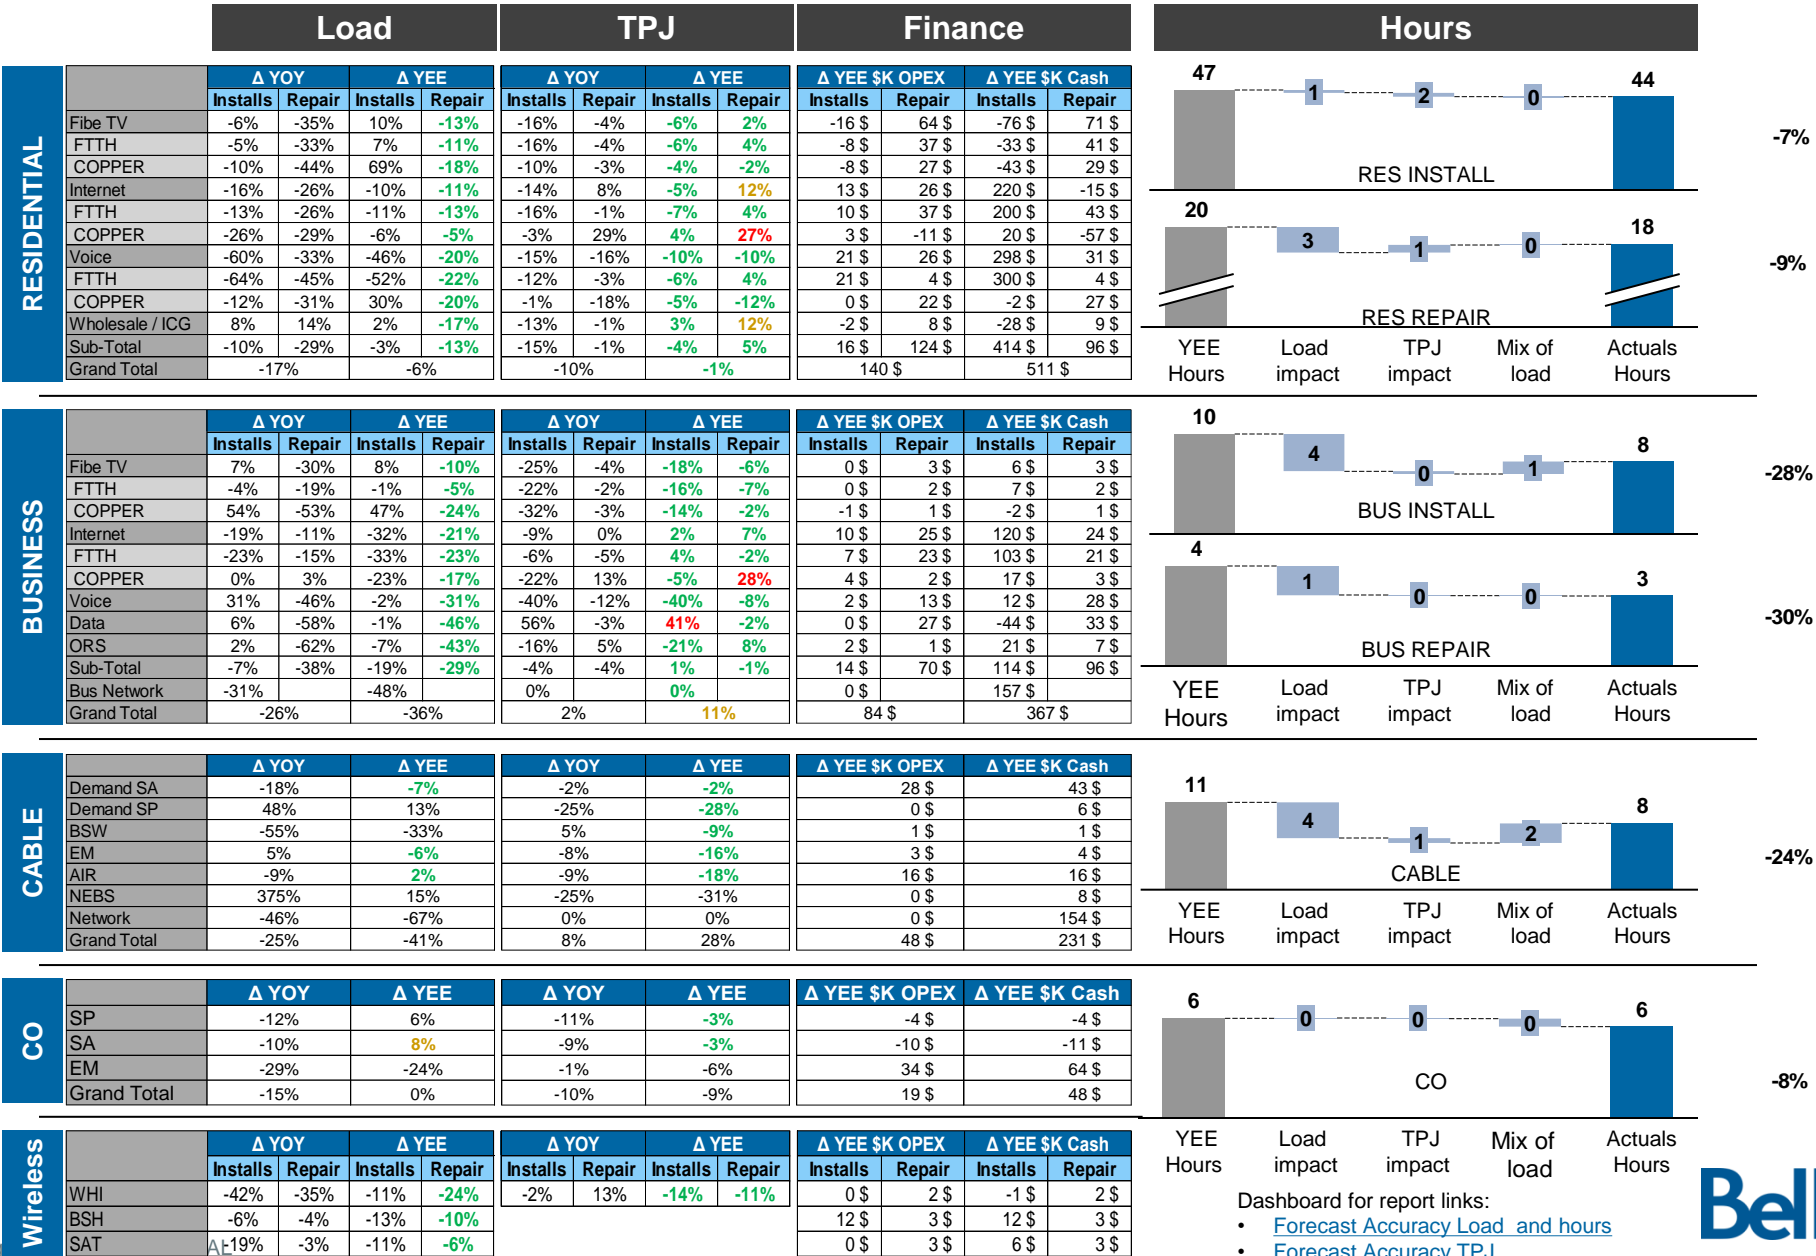 Load TPJ Finance Hours
RESIDENTIAL
Δ YOY Δ YEE Δ YOY Δ YEE Δ YEE $K OPEX Δ YEE $K Cash
Installs Repair Installs Repair Installs Repair Installs Repair Installs Repair Installs Repair
Fibe TV -6% -35% 10% -13% -16% -4% -6% 2% -16 $ 64 $ -76 $ 71 $
FTTH -5% -33% 7% -11% -16% -4% -6% 4% -8 $ 37 $ -33 $ 41 $
COPPER -10% -44% 69% -18% -10% -3% -4% -2% -8 $ 27 $ -43 $ 29 $
Internet -16% -26% -10% -11% -14% 8% -5% 12% 13 $ 26 $ 220 $ -15 $
FTTH -13% -26% -11% -13% -16% -1% -7% 4% 10 $ 37 $ 200 $ 43 $
COPPER -26% -29% -6% -5% -3% 29% 4% 27% 3 $ -11 $ 20 $ -57 $
Voice -60% -33% -46% -20% -15% -16% -10% -10% 21 $ 26 $ 298 $ 31 $
FTTH -64% -45% -52% -22% -12% -3% -6% 4% 21 $ 4 $ 300 $ 4 $
COPPER -12% -31% 30% -20% -1% -18% -5% -12% 0 $ 22 $ -2 $ 27 $
Wholesale / ICG 8% 14% 2% -17% -13% -1% 3% 12% -2 $ 8 $ -28 $ 9 $
Sub-Total -10% -29% -3% -13% -15% -1% -4% 5% 16 $ 124 $ 414 $ 96 $
Grand Total -17% -6% -10% -1% 140 $ 511 $
47 1 2 0 44
-7%
RES INSTALL
20 3 1 0 18
-9%
RES REPAIR
YEE Load TPJ Mix of Actuals
Hours impact impact load Hours
BUSINESS
Δ YOY Δ YEE Δ YOY Δ YEE Δ YEE $K OPEX Δ YEE $K Cash
Installs Repair Installs Repair Installs Repair Installs Repair Installs Repair Installs Repair
Fibe TV 7% -30% 8% -10% -25% -4% -18% -6% 0 $ 3 $ 6 $ 3 $
FTTH -4% -19% -1% -5% -22% -2% -16% -7% 0 $ 2 $ 7 $ 2 $
COPPER 54% -53% 47% -24% -32% -3% -14% -2% -1 $ 1 $ -2 $ 1 $
Internet -19% -11% -32% -21% -9% 0% 2% 7% 10 $ 25 $ 120 $ 24 $
FTTH -23% -15% -33% -23% -6% -5% 4% -2% 7 $ 23 $ 103 $ 21 $
COPPER 0% 3% -23% -17% -22% 13% -5% 28% 4 $ 2 $ 17 $ 3 $
Voice 31% -46% -2% -31% -40% -12% -40% -8% 2 $ 13 $ 12 $ 28 $
Data 6% -58% -1% -46% 56% -3% 41% -2% 0 $ 27 $ -44 $ 33 $
ORS 2% -62% -7% -43% -16% 5% -21% 8% 2 $ 1 $ 21 $ 7 $
Sub-Total -7% -38% -19% -29% -4% -4% 1% -1% 14 $ 70 $ 114 $ 96 $
Bus Network -31% -48% 0% 0% 0 $ 157 $
Grand Total -26% -36% 2% 11% 84 $ 367 $
10 4 0 1 8
-28%
BUS INSTALL
4 1 0 0 3
-30%
BUS REPAIR
YEE Load TPJ Mix of Actuals
Hours impact impact load Hours
CABLE
Δ YOY Δ YEE Δ YOY Δ YEE Δ YEE $K OPEX Δ YEE $K Cash
Demand SA -18% -7% -2% -2% 28 $ 43 $
Demand SP 48% 13% -25% -28% 0 $ 6 $
BSW -55% -33% 5% -9% 1 $ 1 $
EM 5% -6% -8% -16% 3 $ 4 $
AIR -9% 2% -9% -18% 16 $ 16 $
NEBS 375% 15% -25% -31% 0 $ 8 $
Network -46% -67% 0% 0% 0 $ 154 $
Grand Total -25% -41% 8% 28% 48 $ 231 $
11 4 1 2 8
-24%
CABLE
YEE Load TPJ Mix of Actuals
Hours impact impact load Hours
CO
Δ YOY Δ YEE Δ YOY Δ YEE Δ YEE $K OPEX Δ YEE $K Cash
SP -12% 6% -11% -3% -4 $ -4 $
SA -10% 8% -9% -3% -10 $ -11 $
EM -29% -24% -1% -6% 34 $ 64 $
Grand Total -15% 0% -10% -9% 19 $ 48 $
6 0 0 0 6
-8%
CO
YEE Load TPJ Mix of Actuals
Hours impact impact load Hours
Wireless
Δ YOY Δ YEE Δ YOY Δ YEE Δ YEE $K OPEX Δ YEE $K Cash
Installs Repair Installs Repair Installs Repair Installs Repair Installs Repair Installs Repair
WHI -42% -35% -11% -24% -2% 13% -14% -11% 0 $ 2 $ -1 $ 2 $
BSH -6% -4% -13% -10% 12 $ 3 $ 12 $ 3 $
SAT -19% -3% -11% -6% 0 $ 3 $ 6 $ 3 $
Dashboard for report links:
• Forecast Accuracy Load and hours
• Forecast Accuracy TPJ
Bell